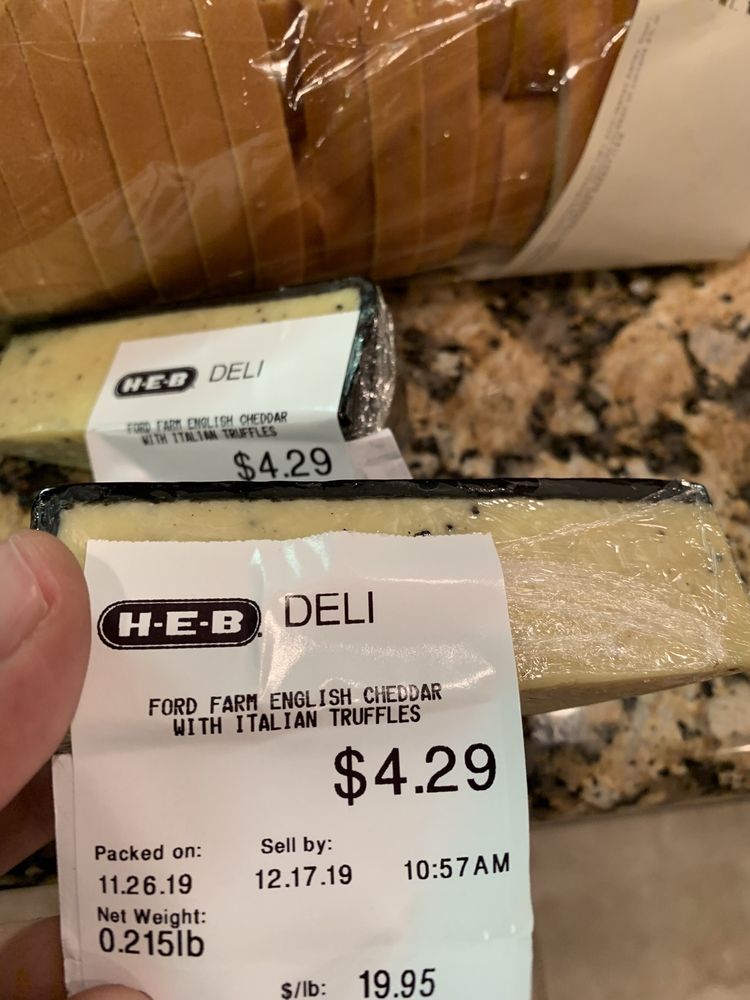 H-E-B DELI
FORD FARM ENGLISH CHEDDAR
WITH ITALIAN TRUFFLES
$4.29
H-E-B. DELI
FORD FARM ENGLISH CHEDDAR
WITH ITALIAN TRUFFLES
$4.29
Packed on: Sell by:
11.26.19 12.17.19 10:57AM
Net Weight:
0.215lb
$/lb: 19.95